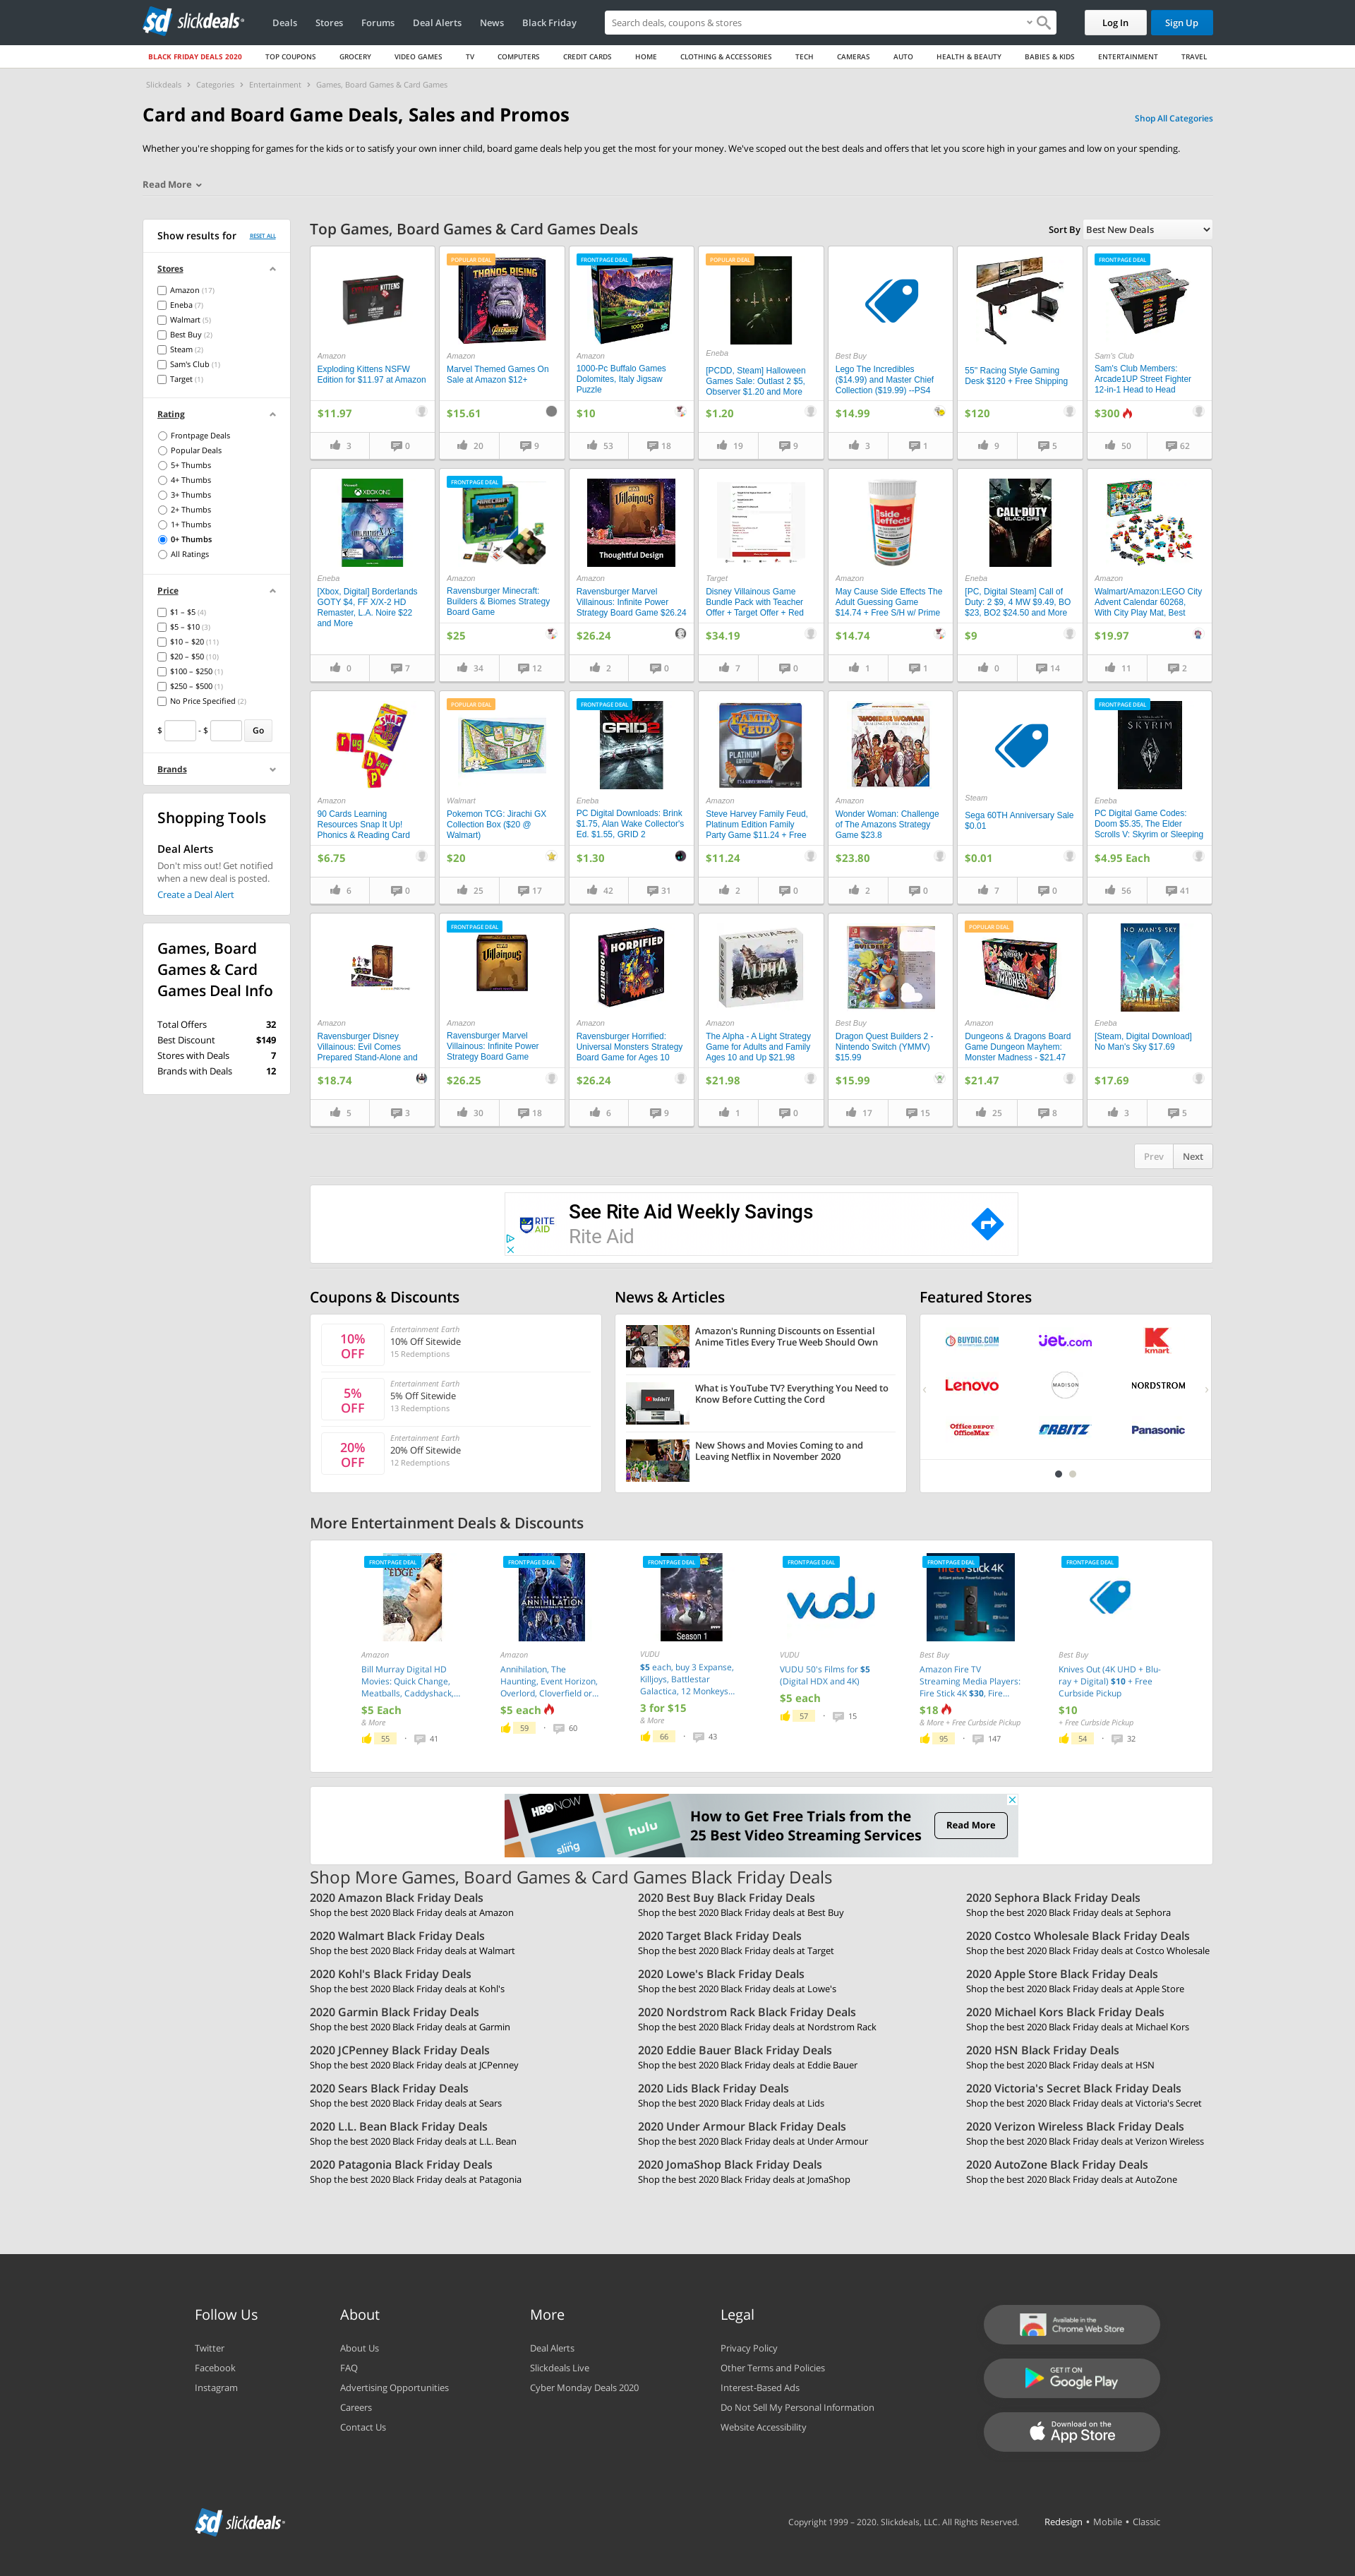 slickdeals
Deals Stores Forums Deal Alerts News Black Friday
Search deals, coupons & stores
Log In
Sign Up
BLACK FRIDAY DEALS 2020 TOP COUPONS GROCERY VIDEO GAMES TV COMPUTERS CREDIT CARDS HOME CLOTHING & ACCESSORIES TECH CAMERAS AUTO HEALTH & BEAUTY BABIES & KIDS ENTERTAINMENT TRAVEL
Slickdeals > Categories > Entertainment > Games, Board Games & Card Games
Card and Board Game Deals, Sales and Promos
Shop All Categories
Whether you're shopping for games for the kids or to satisfy your own inner child, board game deals help you get the most for your money. We've scoped out the best deals and offers that let you score high in your games and low on your spending.
Read More
Show results for RESET ALL
Stores
Amazon (17)
Eneba (7)
Walmart (5)
Best Buy (2)
Steam (2)
Sam's Club (1)
Target (1)
Rating
Frontpage Deals
Popular Deals
5+ Thumbs
4+ Thumbs
3+ Thumbs
2+ Thumbs
1+ Thumbs
0+ Thumbs
All Ratings
Price
$1 – $5 (4)
$5 – $10 (3)
$10 – $20 (11)
$20 – $50 (10)
$100 – $250 (1)
$250 – $500 (1)
No Price Specified (2)
$ - $ Go
Brands
Shopping Tools
Deal Alerts
Don't miss out! Get notified
when a new deal is posted.
Create a Deal Alert
Games, Board
Games & Card
Games Deal Info
Total Offers 32
Best Discount $149
Stores with Deals 7
Brands with Deals 12
Top Games, Board Games & Card Games Deals
Sort By Best New Deals
Amazon
Exploding Kittens NSFW
Edition for $11.97 at Amazon
$11.97
3 0
POPULAR DEAL
THANOS RISING
Amazon
Marvel Themed Games On
Sale at Amazon $12+
$15.61
20 9
FRONTPAGE DEAL
Amazon
1000-Pc Buffalo Games
Dolomites, Italy Jigsaw
Puzzle
$10
53 18
POPULAR DEAL
OUTLAST
Eneba
[PCDD, Steam] Halloween
Games Sale: Outlast 2 $5,
Observer $1.20 and More
$1.20
19 9
Best Buy
Lego The Incredibles
($14.99) and Master Chief
Collection ($19.99) --PS4
$14.99
3 1
55" Racing Style Gaming
Desk $120 + Free Shipping
$120
9 5
FRONTPAGE DEAL
Sam's Club
Sam's Club Members:
Arcade1UP Street Fighter
12-in-1 Head to Head
$300
50 62
XBOX ONE
Eneba
[Xbox, Digital] Borderlands
GOTY $4, FF X/X-2 HD
Remaster, L.A. Noire $22
and More
0 7
FRONTPAGE DEAL
MINECRAFT
Amazon
Ravensburger Minecraft:
Builders & Biomes Strategy
Board Game
$25
34 12
Villainous
Thoughtful Design
Amazon
Ravensburger Marvel
Villainous: Infinite Power
Strategy Board Game $26.24
$26.24
2 0
Target
Disney Villainous Game
Bundle Pack with Teacher
Offer + Target Offer + Red
$34.19
7 0
side effects
Amazon
May Cause Side Effects The
Adult Guessing Game
$14.74 + Free S/H w/ Prime
$14.74
1 1
CALL OF DUTY
BLACK OPS
Eneba
[PC, Digital Steam] Call of
Duty: 2 $9, 4 MW $9.49, BO
$23, BO2 $24.50 and More
$9
0 14
Amazon
Walmart/Amazon:LEGO City
Advent Calendar 60268,
With City Play Mat, Best
$19.97
11 2
Amazon
90 Cards Learning
Resources Snap It Up!
Phonics & Reading Card
$6.75
6 0
POPULAR DEAL
Walmart
Pokemon TCG: Jirachi GX
Collection Box ($20 @
Walmart)
$20
25 17
FRONTPAGE DEAL
GRID2
Eneba
PC Digital Downloads: Brink
$1.75, Alan Wake Collector's
Ed. $1.55, GRID 2
$1.30
42 31
FAMILY FEUD
PLATINUM EDITION
Amazon
Steve Harvey Family Feud,
Platinum Edition Family
Party Game $11.24 + Free
$11.24
2 0
WONDER WOMAN
Amazon
Wonder Woman: Challenge
of The Amazons Strategy
Game $23.8
$23.80
2 0
Steam
Sega 60TH Anniversary Sale
$0.01
$0.01
7 0
FRONTPAGE DEAL
SKYRIM
Eneba
PC Digital Game Codes:
Doom $5.35, The Elder
Scrolls V: Skyrim or Sleeping
$4.95 Each
56 41
Amazon
Ravensburger Disney
Villainous: Evil Comes
Prepared Stand-Alone and
$18.74
5 3
FRONTPAGE DEAL
Villainous
Amazon
Ravensburger Marvel
Villainous: Infinite Power
Strategy Board Game
$26.25
30 18
HORRIFIED
Amazon
Ravensburger Horrified:
Universal Monsters Strategy
Board Game for Ages 10
$26.24
6 9
ALPHA
Amazon
The Alpha - A Light Strategy
Game for Adults and Family
Ages 10 and Up $21.98
$21.98
1 0
BUILDERS
Best Buy
Dragon Quest Builders 2 -
Nintendo Switch (YMMV)
$15.99
$15.99
17 15
POPULAR DEAL
MONSTER MADNESS
Amazon
Dungeons & Dragons Board
Game Dungeon Mayhem:
Monster Madness - $21.47
$21.47
25 8
NO MAN'S SKY
Eneba
[Steam, Digital Download]
No Man's Sky $17.69
$17.69
3 5
Prev Next
RITE AID
See Rite Aid Weekly Savings
Rite Aid
Coupons & Discounts
10% OFF
Entertainment Earth
10% Off Sitewide
15 Redemptions
5% OFF
Entertainment Earth
5% Off Sitewide
13 Redemptions
20% OFF
Entertainment Earth
20% Off Sitewide
12 Redemptions
News & Articles
Amazon's Running Discounts on Essential
Anime Titles Every True Weeb Should Own
YouTube TV
What is YouTube TV? Everything You Need to
Know Before Cutting the Cord
New Shows and Movies Coming to and
Leaving Netflix in November 2020
Featured Stores
BUYDIG.COM jet.com kmart
Lenovo MADISON NORDSTROM
Office DEPOT OfficeMax ORBITZ Panasonic
More Entertainment Deals & Discounts
FRONTPAGE DEAL
EDGE
Amazon
Bill Murray Digital HD
Movies: Quick Change,
Meatballs, Caddyshack,...
$5 Each
& More
55 · 41
FRONTPAGE DEAL
ANNIHILATION
Amazon
Annihilation, The
Haunting, Event Horizon,
Overlord, Cloverfield or...
$5 each
59 · 60
FRONTPAGE DEAL
Season 1
VUDU
$5 each, buy 3 Expanse,
Killjoys, Battlestar
Galactica, 12 Monkeys...
3 for $15
& More
66 · 43
FRONTPAGE DEAL
vudu
VUDU
VUDU 50's Films for $5
(Digital HDX and 4K)
$5 each
57 · 15
FRONTPAGE DEAL
fire tv stick 4K
Best Buy
Amazon Fire TV
Streaming Media Players:
Fire Stick 4K $30, Fire...
$18
& More + Free Curbside Pickup
95 · 147
FRONTPAGE DEAL
Best Buy
Knives Out (4K UHD + Blu-
ray + Digital) $10 + Free
Curbside Pickup
$10
+ Free Curbside Pickup
54 · 32
HBO NOW
sling
hulu
How to Get Free Trials from the
25 Best Video Streaming Services
Read More
Shop More Games, Board Games & Card Games Black Friday Deals
2020 Amazon Black Friday Deals
Shop the best 2020 Black Friday deals at Amazon
2020 Best Buy Black Friday Deals
Shop the best 2020 Black Friday deals at Best Buy
2020 Sephora Black Friday Deals
Shop the best 2020 Black Friday deals at Sephora
2020 Walmart Black Friday Deals
Shop the best 2020 Black Friday deals at Walmart
2020 Target Black Friday Deals
Shop the best 2020 Black Friday deals at Target
2020 Costco Wholesale Black Friday Deals
Shop the best 2020 Black Friday deals at Costco Wholesale
2020 Kohl's Black Friday Deals
Shop the best 2020 Black Friday deals at Kohl's
2020 Lowe's Black Friday Deals
Shop the best 2020 Black Friday deals at Lowe's
2020 Apple Store Black Friday Deals
Shop the best 2020 Black Friday deals at Apple Store
2020 Garmin Black Friday Deals
Shop the best 2020 Black Friday deals at Garmin
2020 Nordstrom Rack Black Friday Deals
Shop the best 2020 Black Friday deals at Nordstrom Rack
2020 Michael Kors Black Friday Deals
Shop the best 2020 Black Friday deals at Michael Kors
2020 JCPenney Black Friday Deals
Shop the best 2020 Black Friday deals at JCPenney
2020 Eddie Bauer Black Friday Deals
Shop the best 2020 Black Friday deals at Eddie Bauer
2020 HSN Black Friday Deals
Shop the best 2020 Black Friday deals at HSN
2020 Sears Black Friday Deals
Shop the best 2020 Black Friday deals at Sears
2020 Lids Black Friday Deals
Shop the best 2020 Black Friday deals at Lids
2020 Victoria's Secret Black Friday Deals
Shop the best 2020 Black Friday deals at Victoria's Secret
2020 L.L. Bean Black Friday Deals
Shop the best 2020 Black Friday deals at L.L. Bean
2020 Under Armour Black Friday Deals
Shop the best 2020 Black Friday deals at Under Armour
2020 Verizon Wireless Black Friday Deals
Shop the best 2020 Black Friday deals at Verizon Wireless
2020 Patagonia Black Friday Deals
Shop the best 2020 Black Friday deals at Patagonia
2020 JomaShop Black Friday Deals
Shop the best 2020 Black Friday deals at JomaShop
2020 AutoZone Black Friday Deals
Shop the best 2020 Black Friday deals at AutoZone
Follow Us
Twitter
Facebook
Instagram
About
About Us
FAQ
Advertising Opportunities
Careers
Contact Us
More
Deal Alerts
Slickdeals Live
Cyber Monday Deals 2020
Legal
Privacy Policy
Other Terms and Policies
Interest-Based Ads
Do Not Sell My Personal Information
Website Accessibility
Available in the
Chrome Web Store
GET IT ON
Google Play
Download on the
App Store
slickdeals
Copyright 1999 – 2020. Slickdeals, LLC. All Rights Reserved.
Redesign • Mobile • Classic